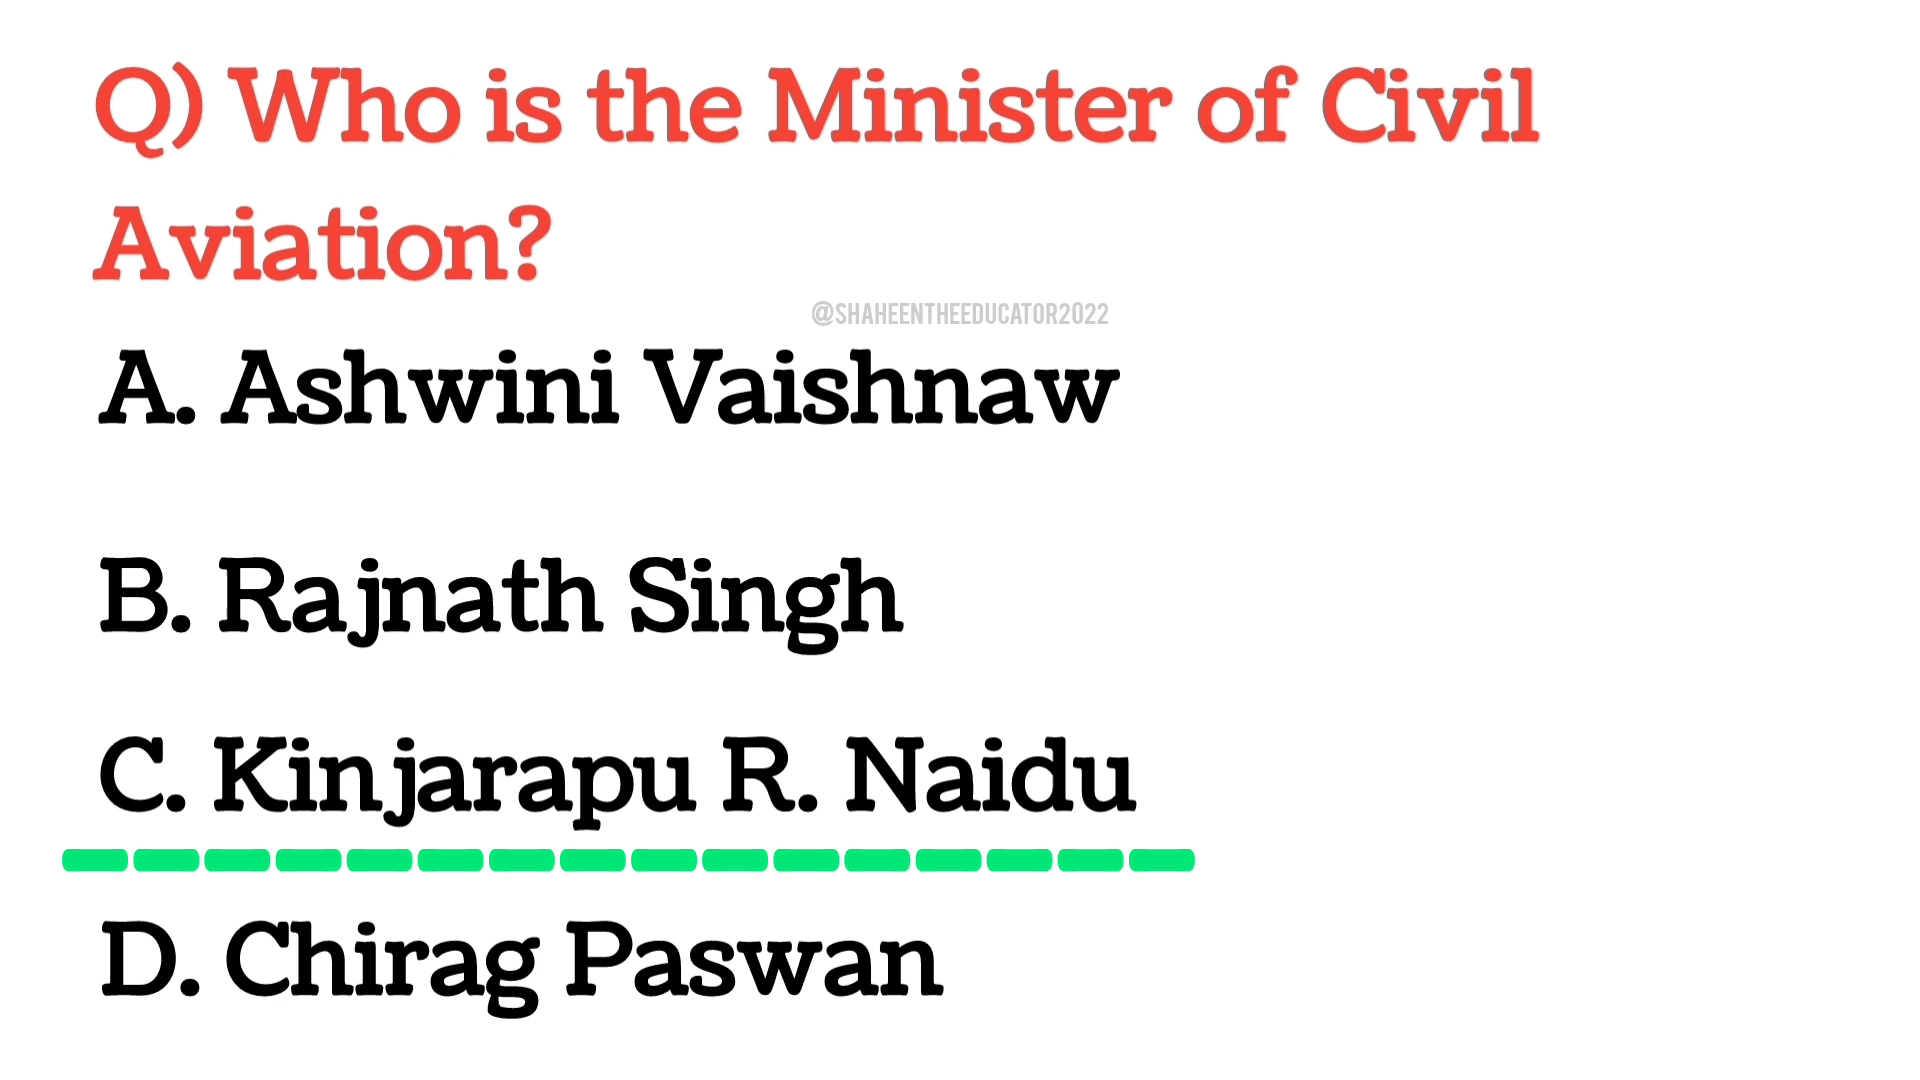 Q) Who is the Minister of Civil
Aviation?
@SHAHEENTHEEDUCATOR2022
A. Ashwini Vaishnaw
B. Rajnath Singh
C. Kinjarapu R. Naidu
D. Chirag Paswan